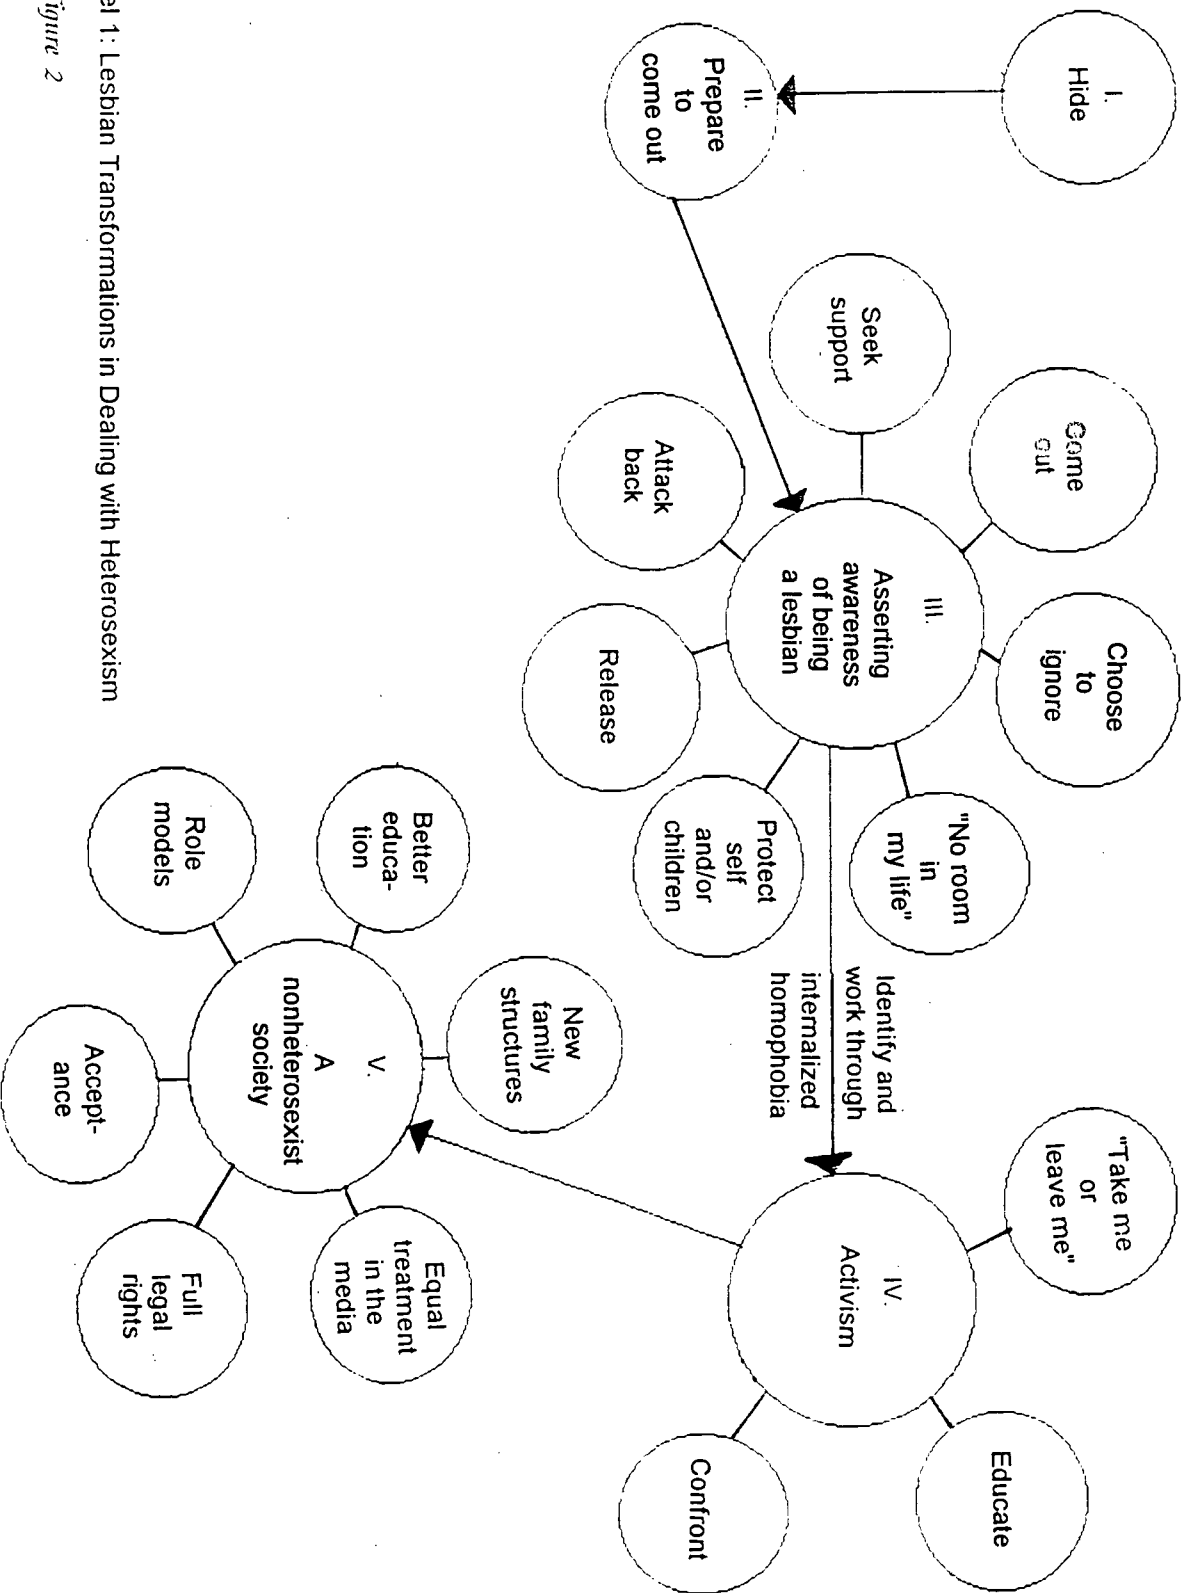 I.
Hide
II.
Prepare
to
come out
Seek
support
Come
out
Choose
to
ignore
"No room
in
my life"
Protect
self
and/or
children
Release
Attack
back
III.
Asserting
awareness
of being
a lesbian
Identify and
work through
internalized
homophobia
IV.
Activism
"Take me
or
leave me"
Educate
Confront
V.
A
nonheterosexist
society
New
family
structures
Better
educa-
tion
Role
models
Accept-
ance
Full
legal
rights
Equal
treatment
in the
media
el 1: Lesbian Transformations in Dealing with Heterosexism
igure 2